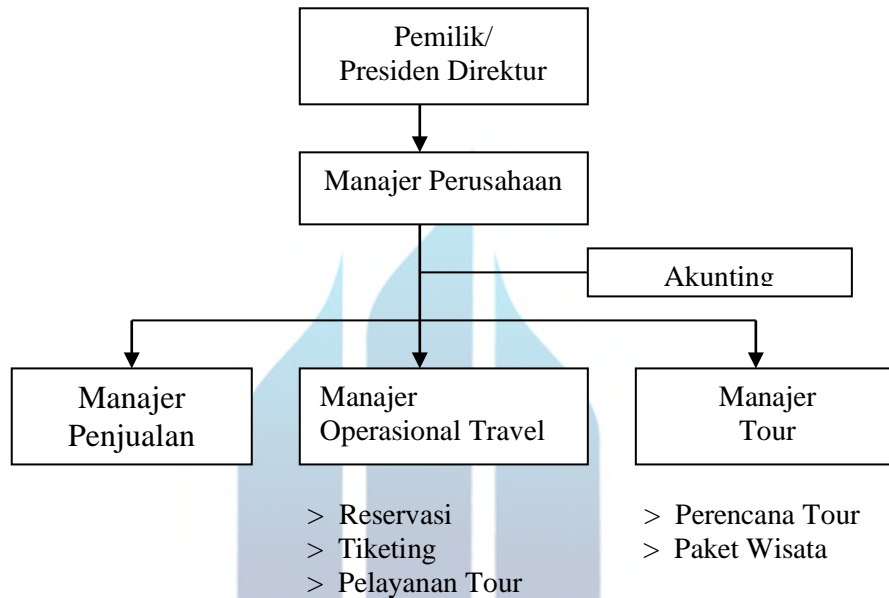 Pemilik/
Presiden Direktur
Manajer Perusahaan
Akunting
Manajer
Penjualan
Manajer
Operasional Travel
Manajer
Tour
> Reservasi
> Tiketing
> Pelayanan Tour
> Perencana Tour
> Paket Wisata